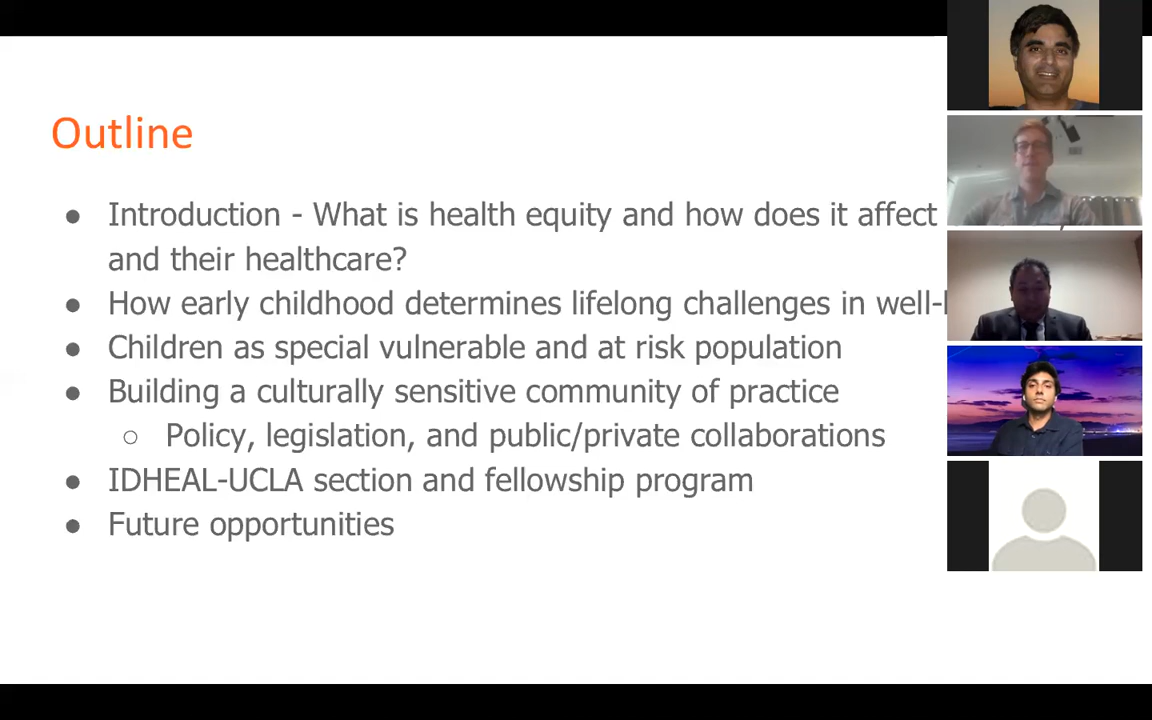 Outline
● Introduction - What is health equity and how does it affect
and their healthcare?
● How early childhood determines lifelong challenges in
● Children as special vulnerable and at risk population
● Building a culturally sensitive community of practice
○ Policy, legislation, and public/private collaborations
● IDHEAL-UCLA section and fellowship program
● Future opportunities